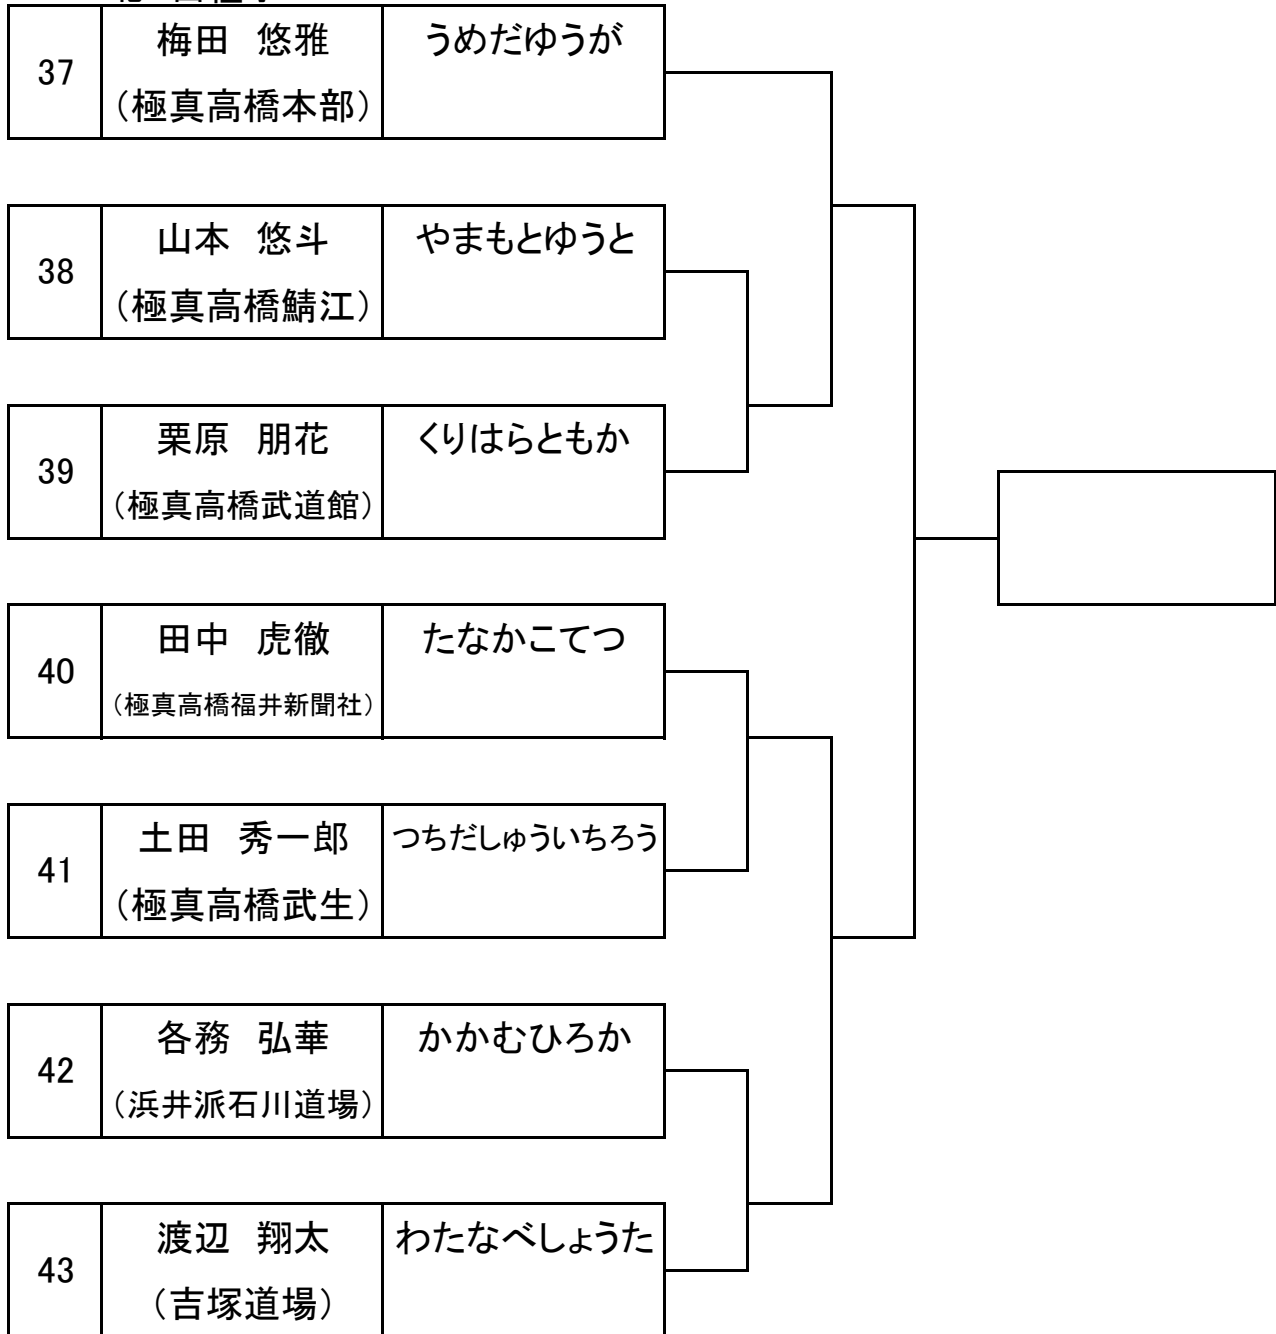 37
梅田　悠雅
うめだゆうが
（極真高橋本部）
38
山本　悠斗
やまもとゆうと
（極真高橋鯖江）
39
栗原　朋花
くりはらともか
（極真高橋武道館）
40
田中　虎徹
たなかこてつ
（極真高橋福井新聞社）
41
土田　秀一郎
つちだしゅういちろう
（極真高橋武生）
42
各務　弘華
かかむひろか
（浜井派石川道場）
43
渡辺　翔太
わたなべしょうた
（吉塚道場）